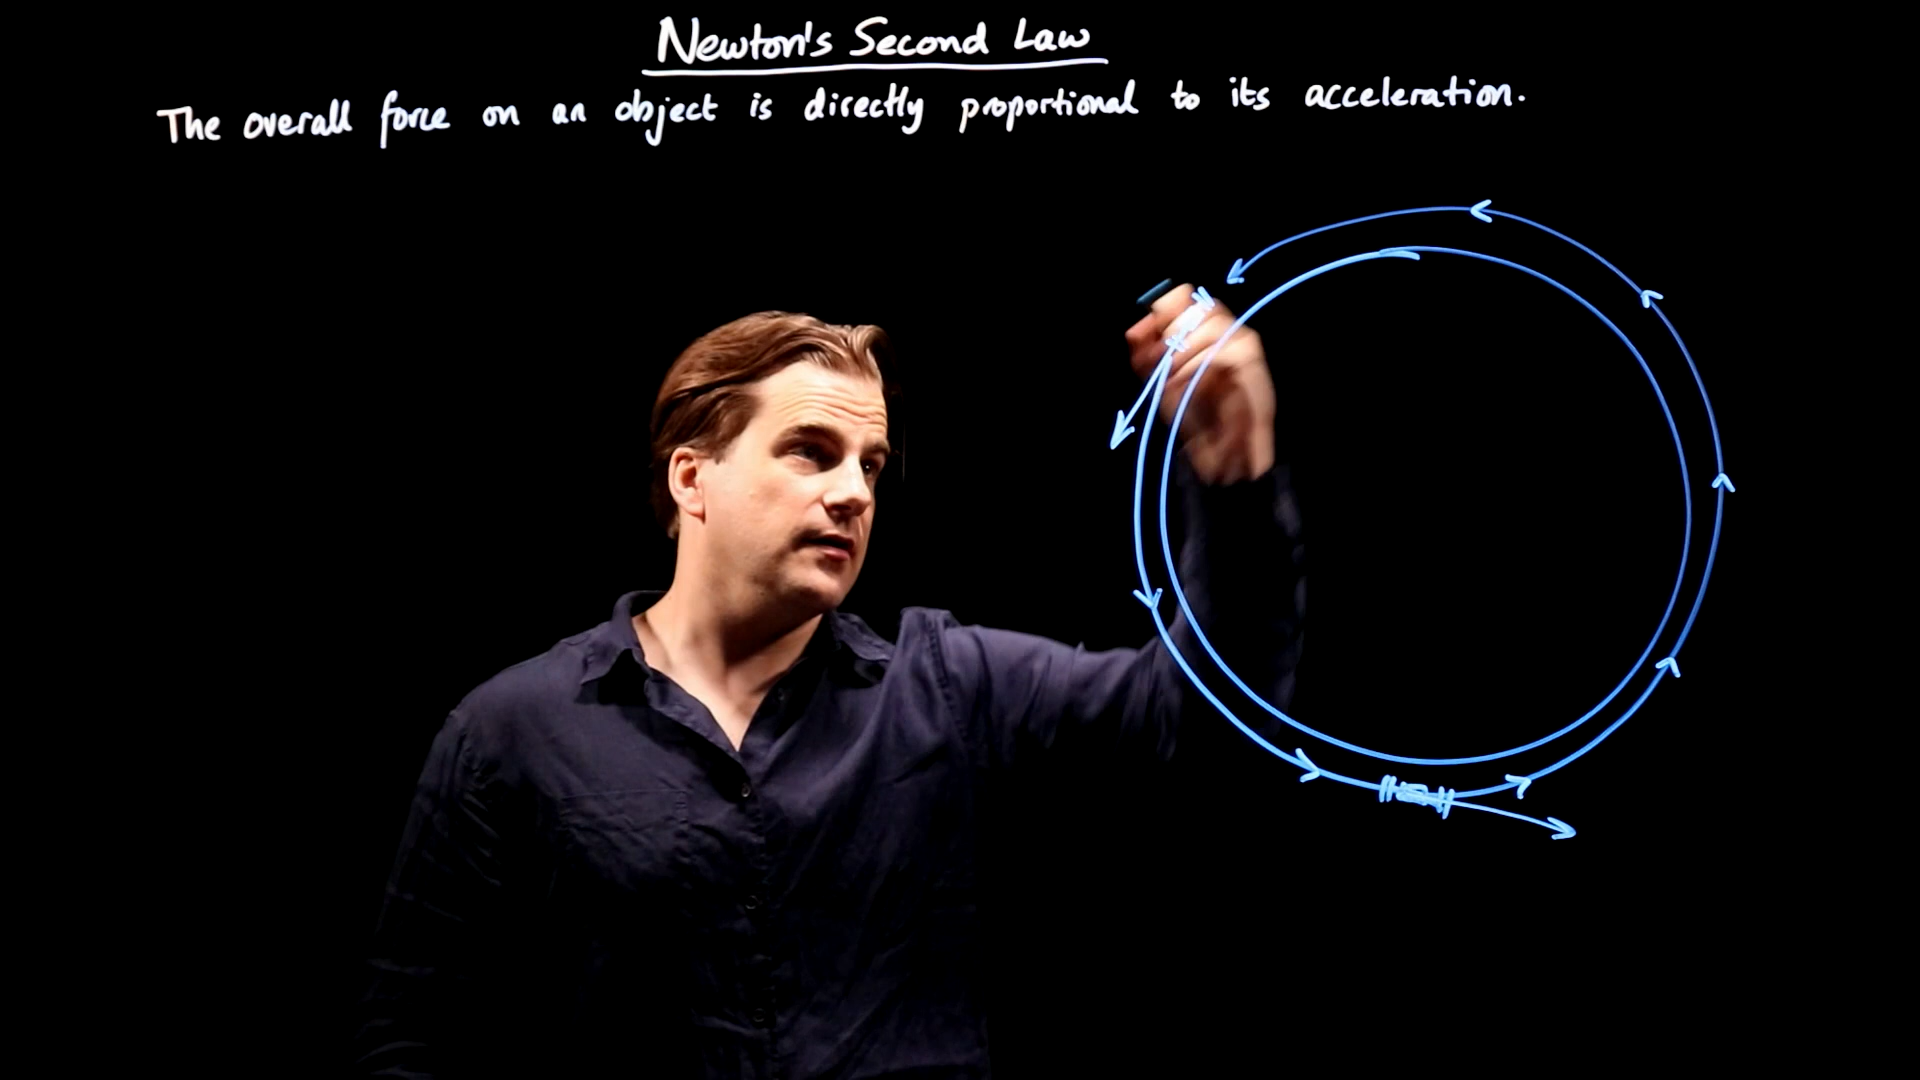 Newton's Second Law
The overall force on an object is directly proportional to its acceleration.